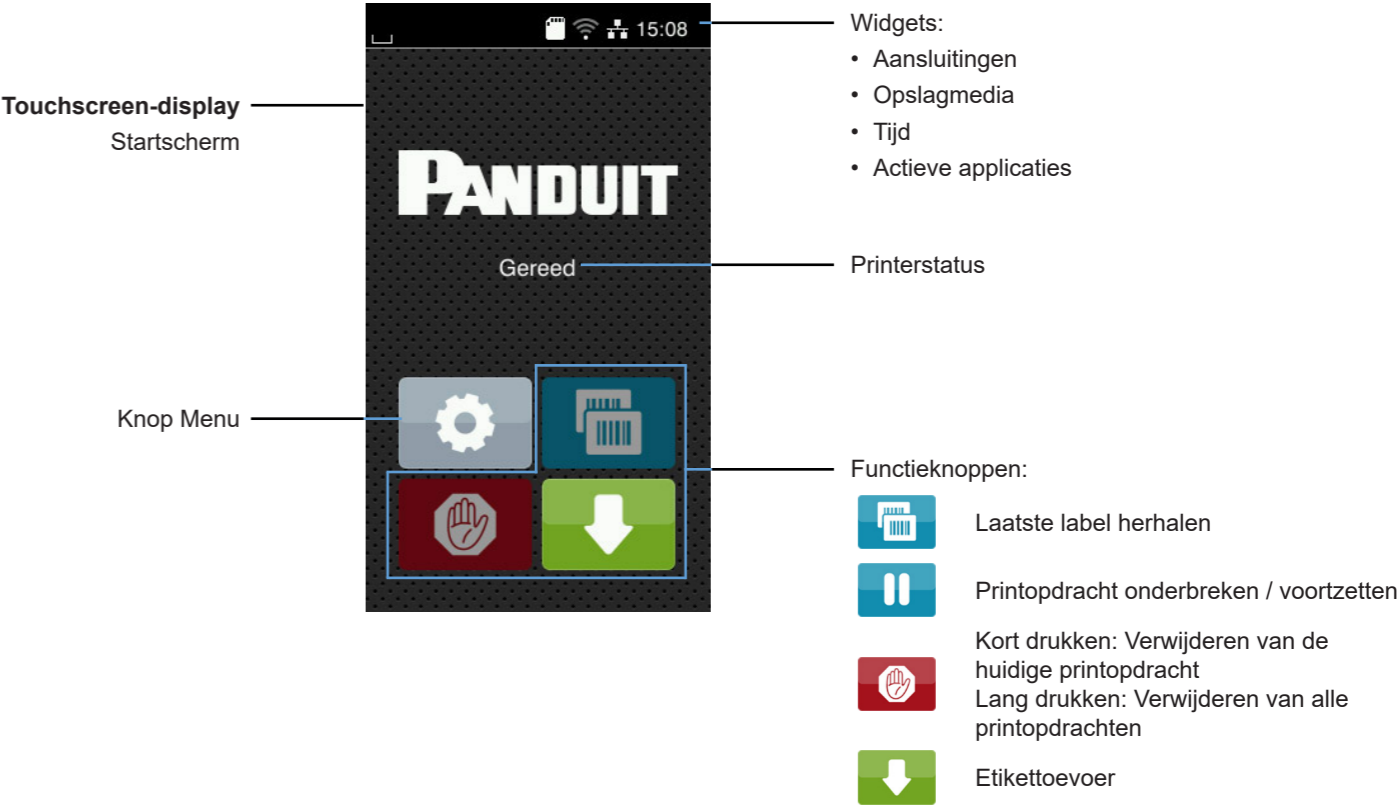 15:08
Widgets:
• Aansluitingen
• Opslagmedia
• Tijd
• Actieve applicaties
Touchscreen-display
Startscherm
PANDUIT
Gereed
Printerstatus
Knop Menu
Functieknoppen:
Laatste label herhalen
Printopdracht onderbreken / voortzetten
Kort drukken: Verwijderen van de
huidige printopdracht
Lang drukken: Verwijderen van alle
printopdrachten
Etikettoevoer